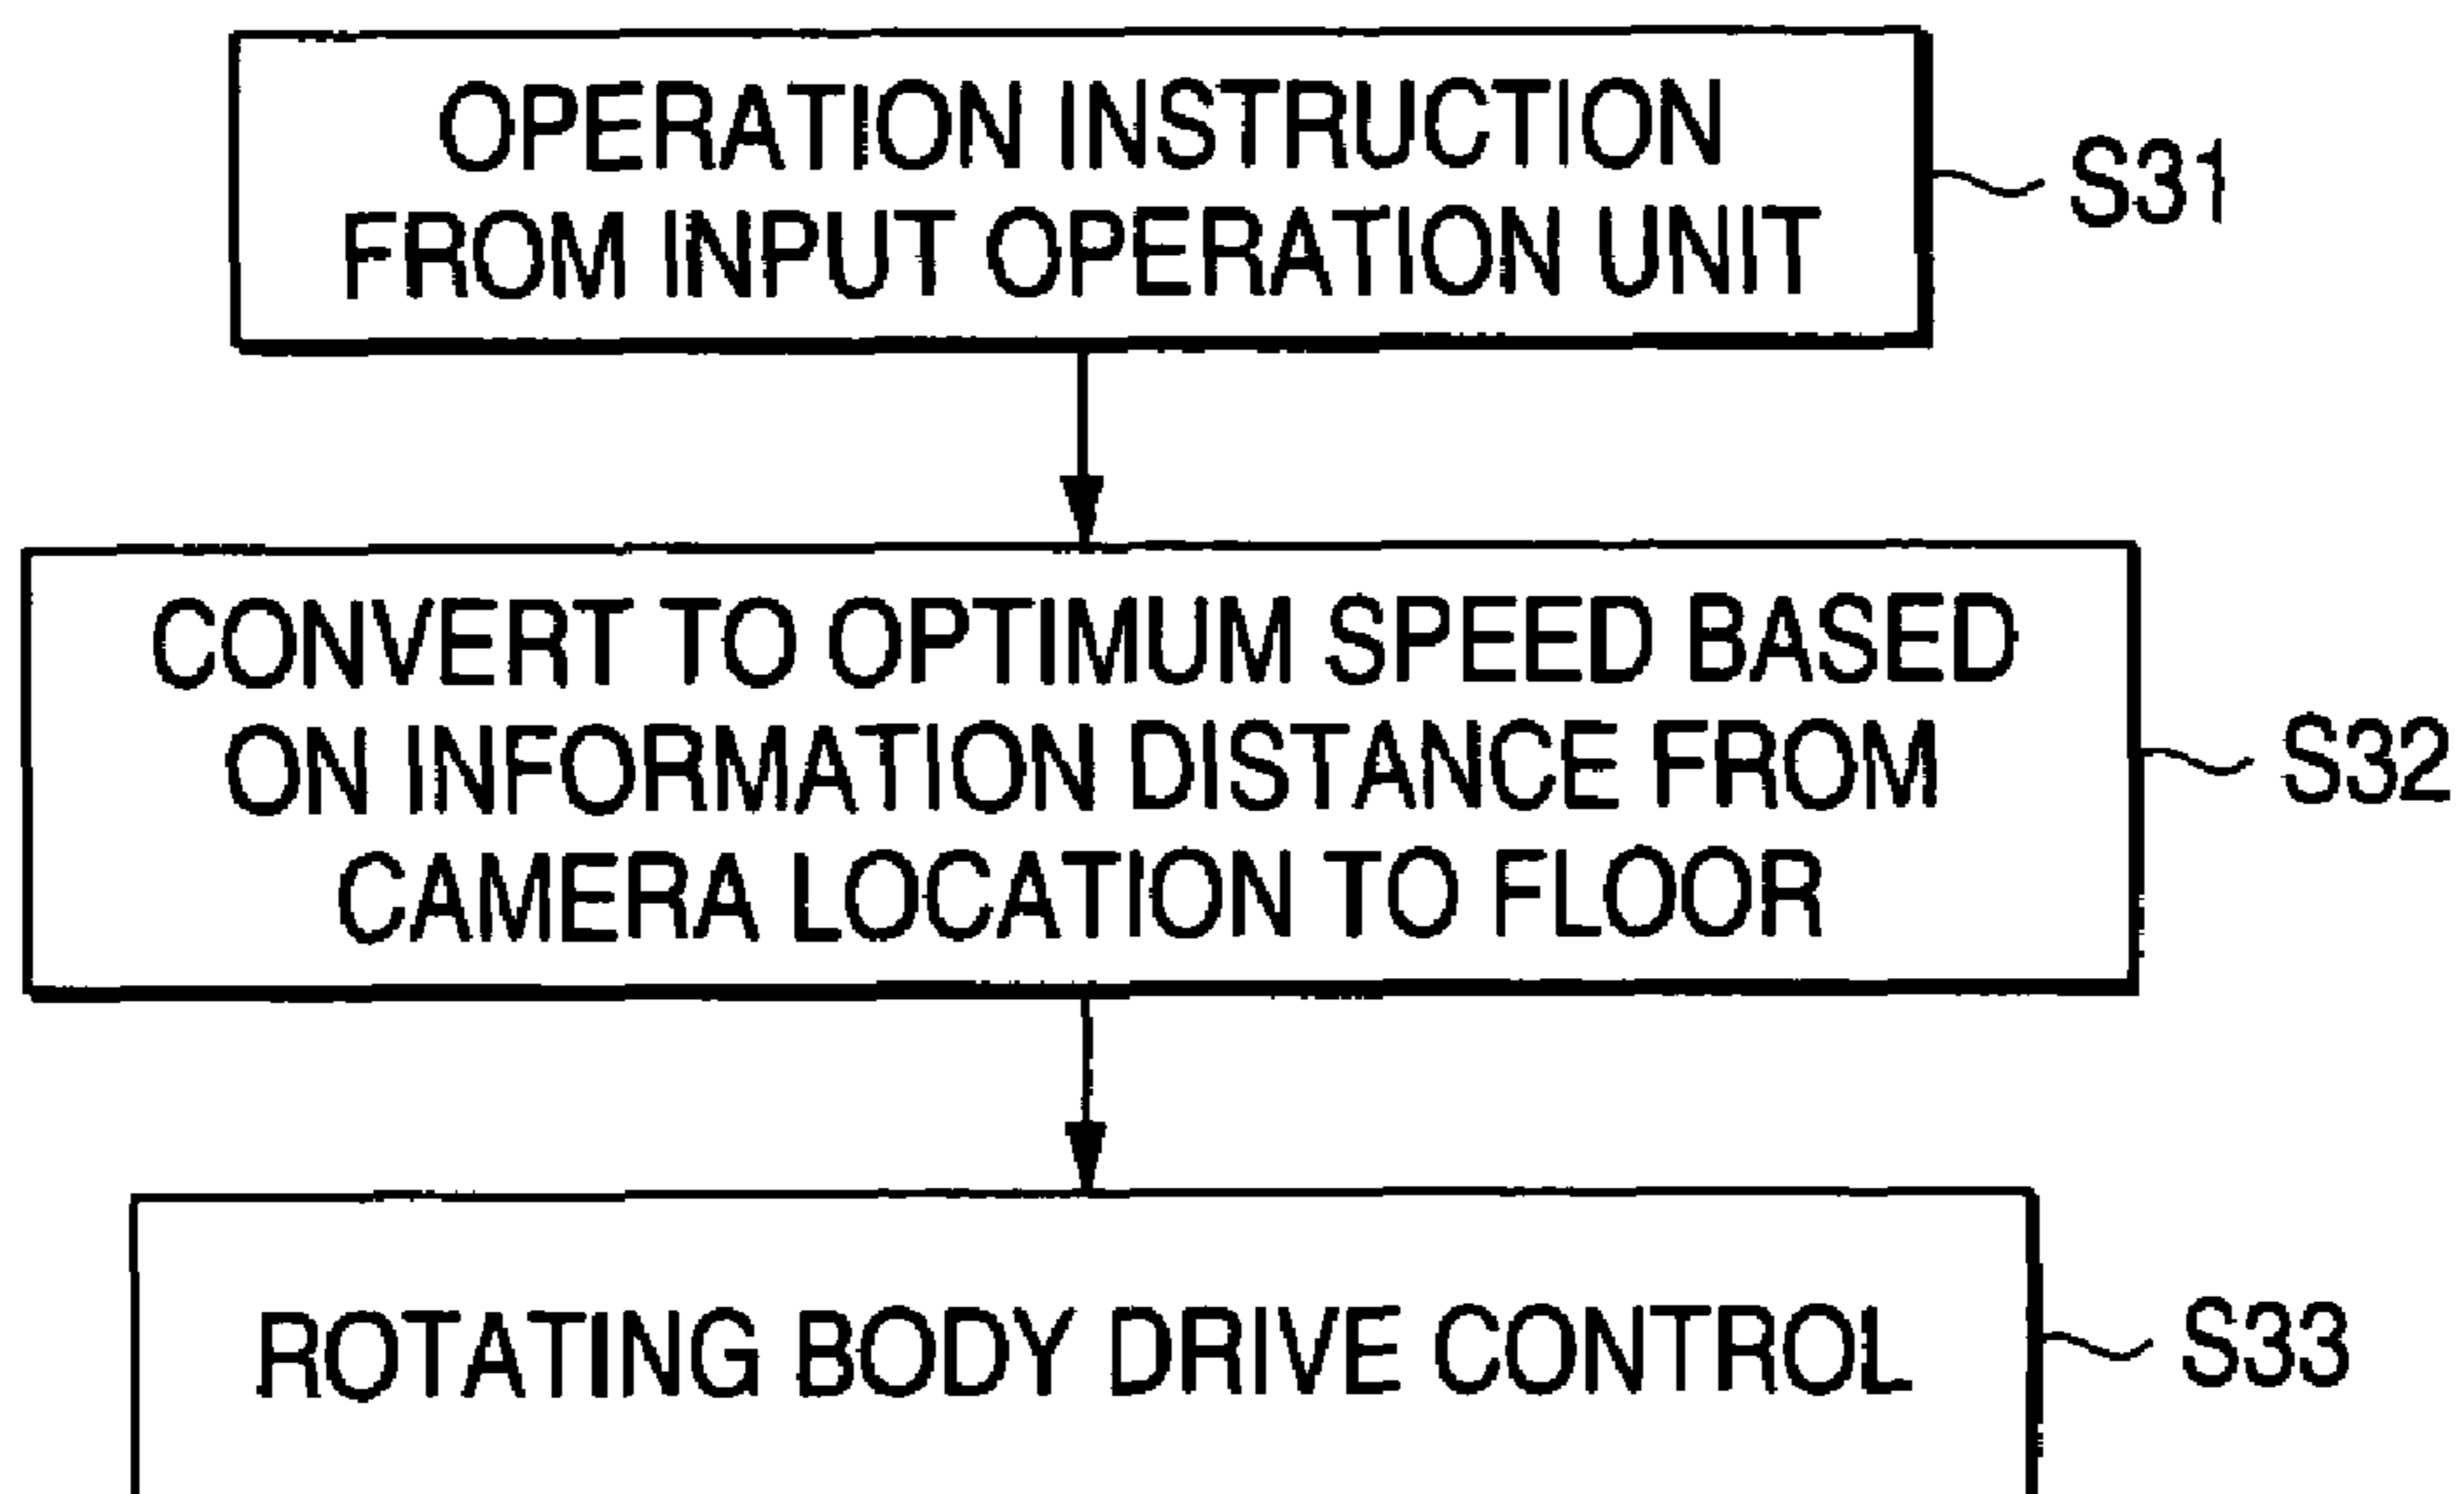 OPERATION INSTRUCTION
FROM INPUT OPERATION UNIT
S31
CONVERT TO OPTIMUM SPEED BASED
ON INFORMATION DISTANCE FROM
CAMERA LOCATION TO FLOOR
S32
ROTATING BODY DRIVE CONTROL
S33